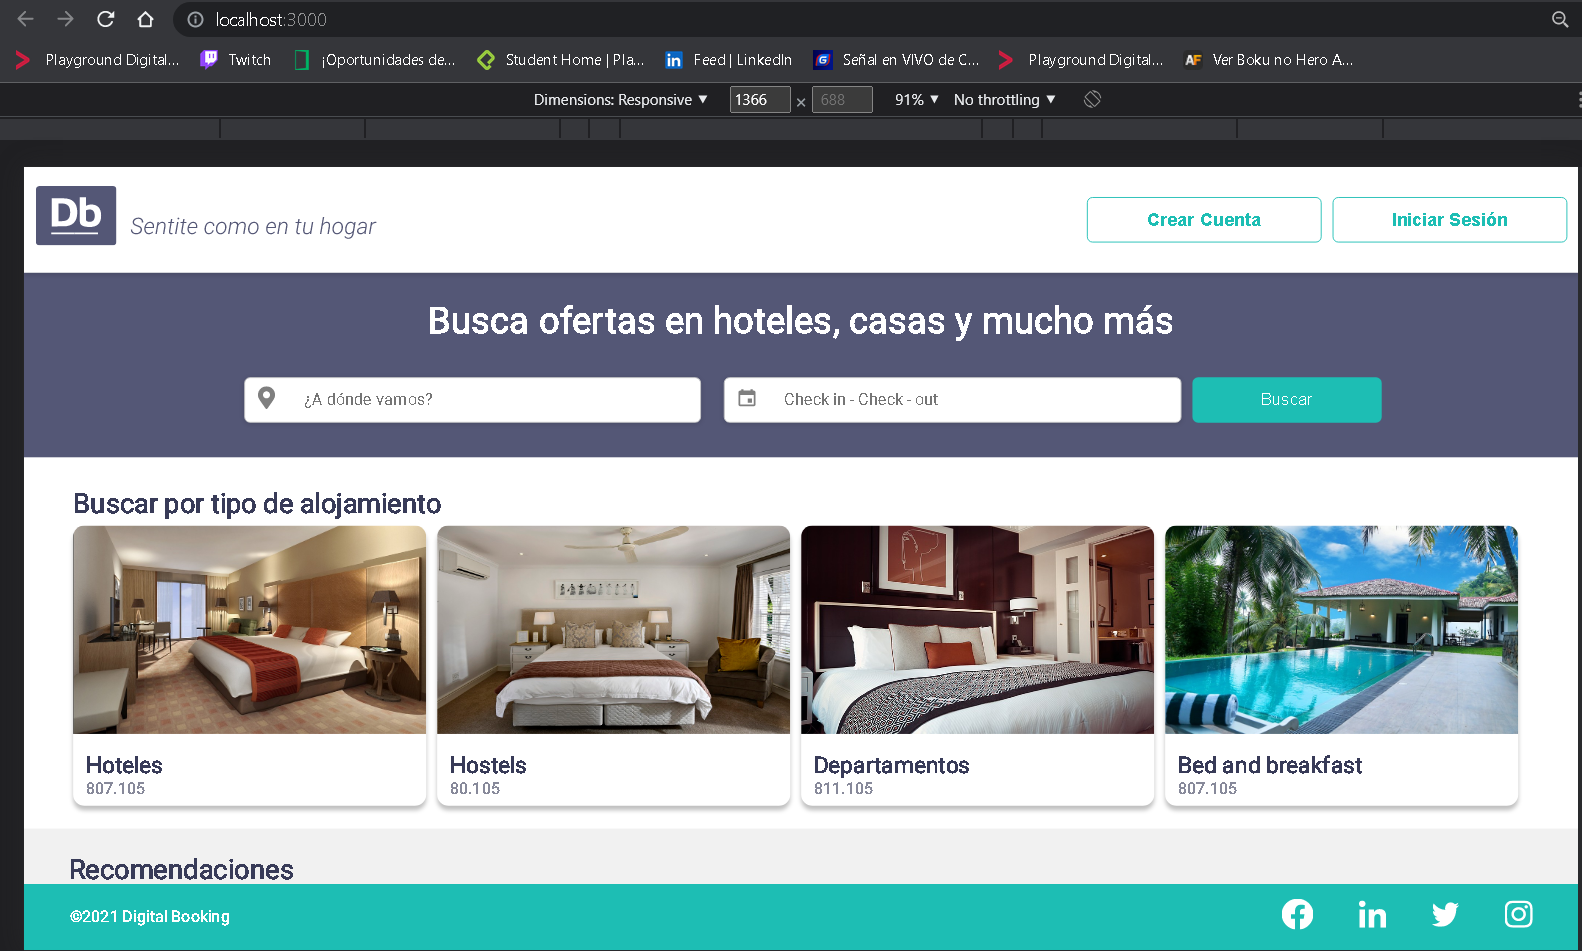 localhost:3000
Playground Digital... Twitch ¡Oportunidades de... Student Home | Pla... Feed | LinkedIn Señal en VIVO de C... Playground Digital... AF Ver Boku no Hero A...
Dimensions: Responsive ▼ 1366 × 688 91% ▼ No throttling ▼
Db Sentite como en tu hogar Crear Cuenta Iniciar Sesión
Busca ofertas en hoteles, casas y mucho más
¿A dónde vamos? Check in - Check - out Buscar
Buscar por tipo de alojamiento
Hoteles Hostels Departamentos Bed and breakfast
807.105 80.105 811.105 807.105
Recomendaciones
©2021 Digital Booking